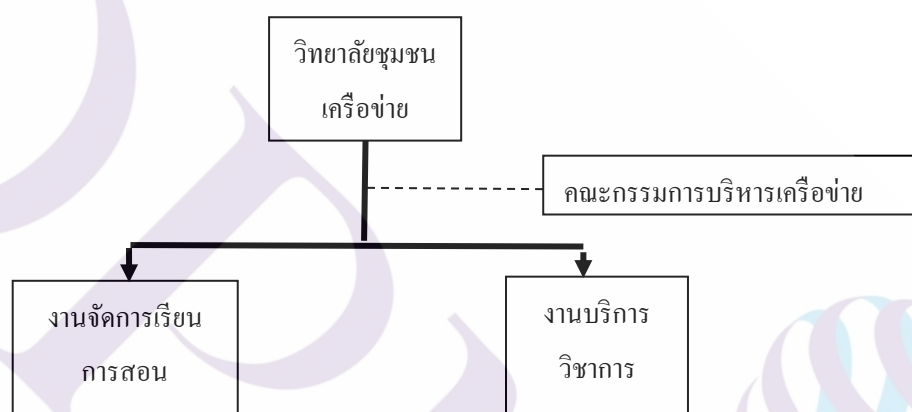 วิทยาลัยชุมชน
เครือข่าย
คณะกรรมการบริหารเครือข่าย
งานจัดการเรียน
การสอน
งานบริการ
วิชาการ